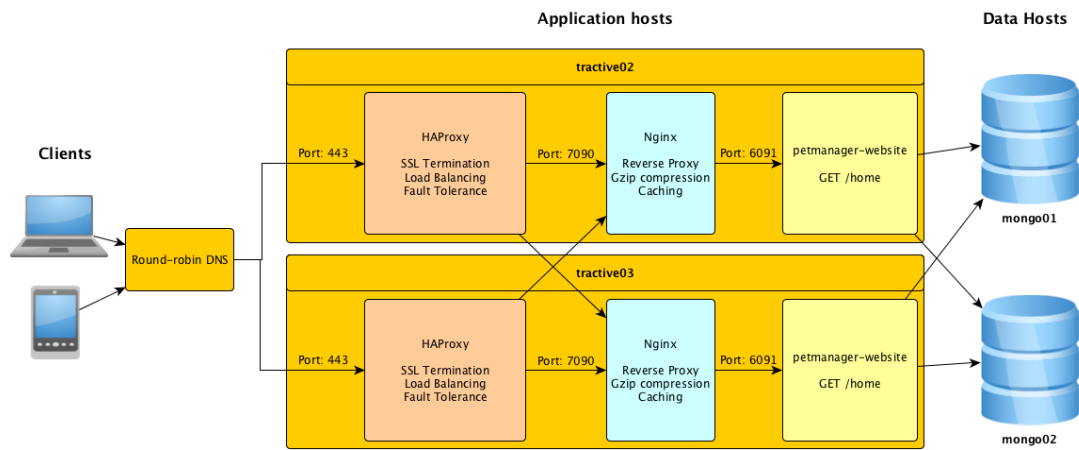 Application hosts
Data Hosts
tractive02
HAProxy
SSL Termination
Load Balancing
Fault Tolerance
Nginx
Reverse Proxy
Gzip compression
Caching
petmanager-website
GET /home
Port: 443
Port: 7090
Port: 6091
mongo01
Clients
Round-robin DNS
tractive03
HAProxy
SSL Termination
Load Balancing
Fault Tolerance
Nginx
Reverse Proxy
Gzip compression
Caching
petmanager-website
GET /home
Port: 443
Port: 7090
Port: 6091
mongo02